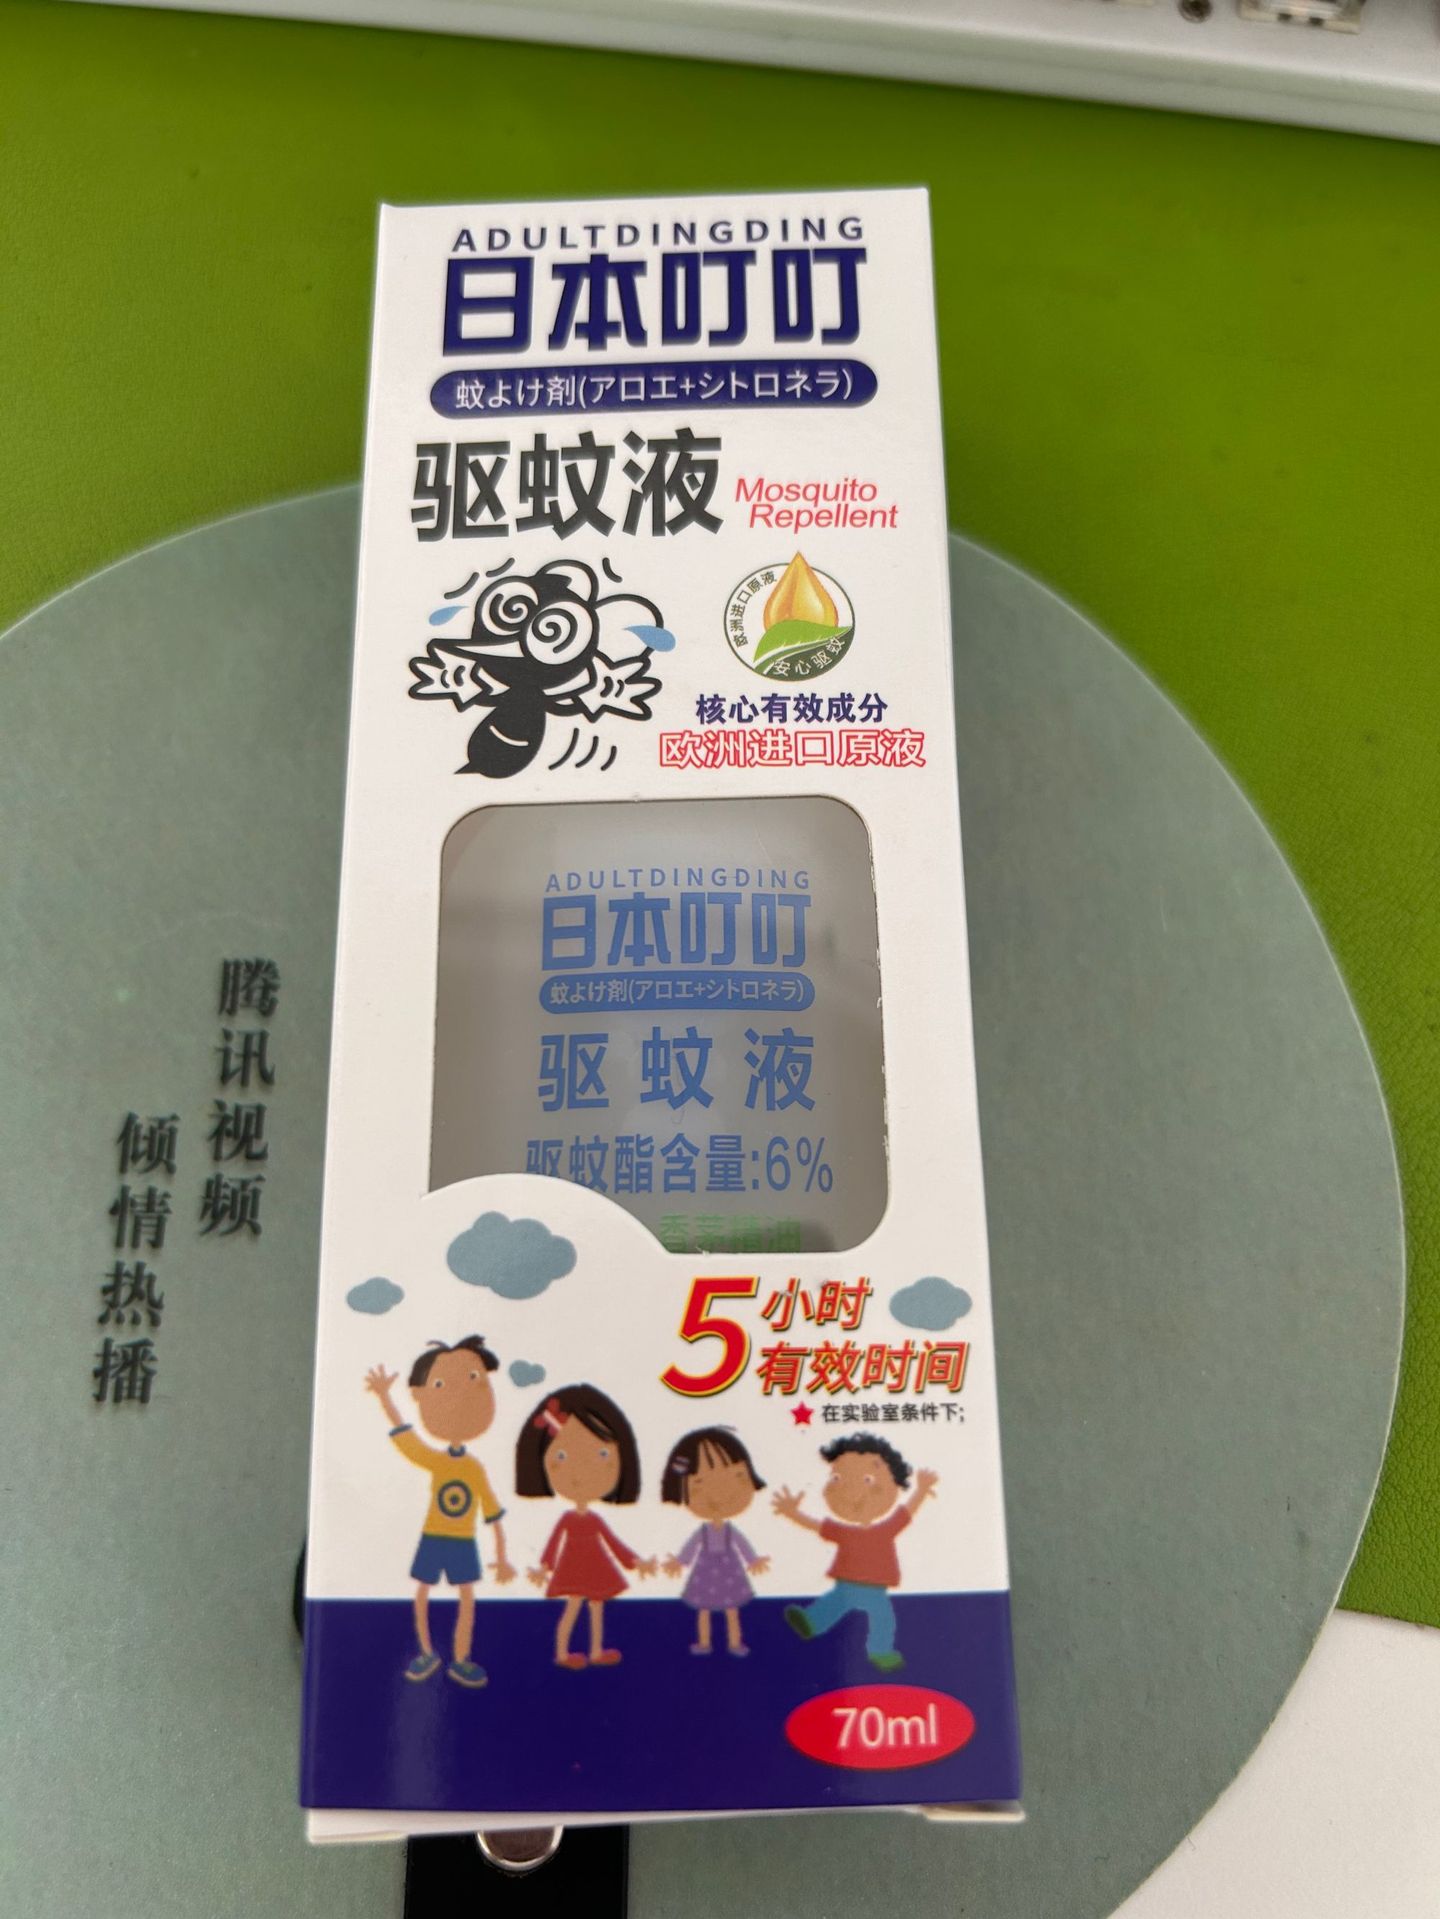 ADULTDINGDING
日本叮叮
蚊よけ剤(アロエ+シトロネラ)
驱蚊液
Mosquito
Repellent
欧洲进口原液
安心驱蚊
核心有效成分
欧洲进口原液
ADULTDINGDING
日本叮叮
蚊よけ剤(アロエ+シトロネラ)
驱蚊液
驱蚊酯含量:6%
香茅精油
5小时
有效时间
★在实验室条件下;
70ml
腾讯视频
倾情热播